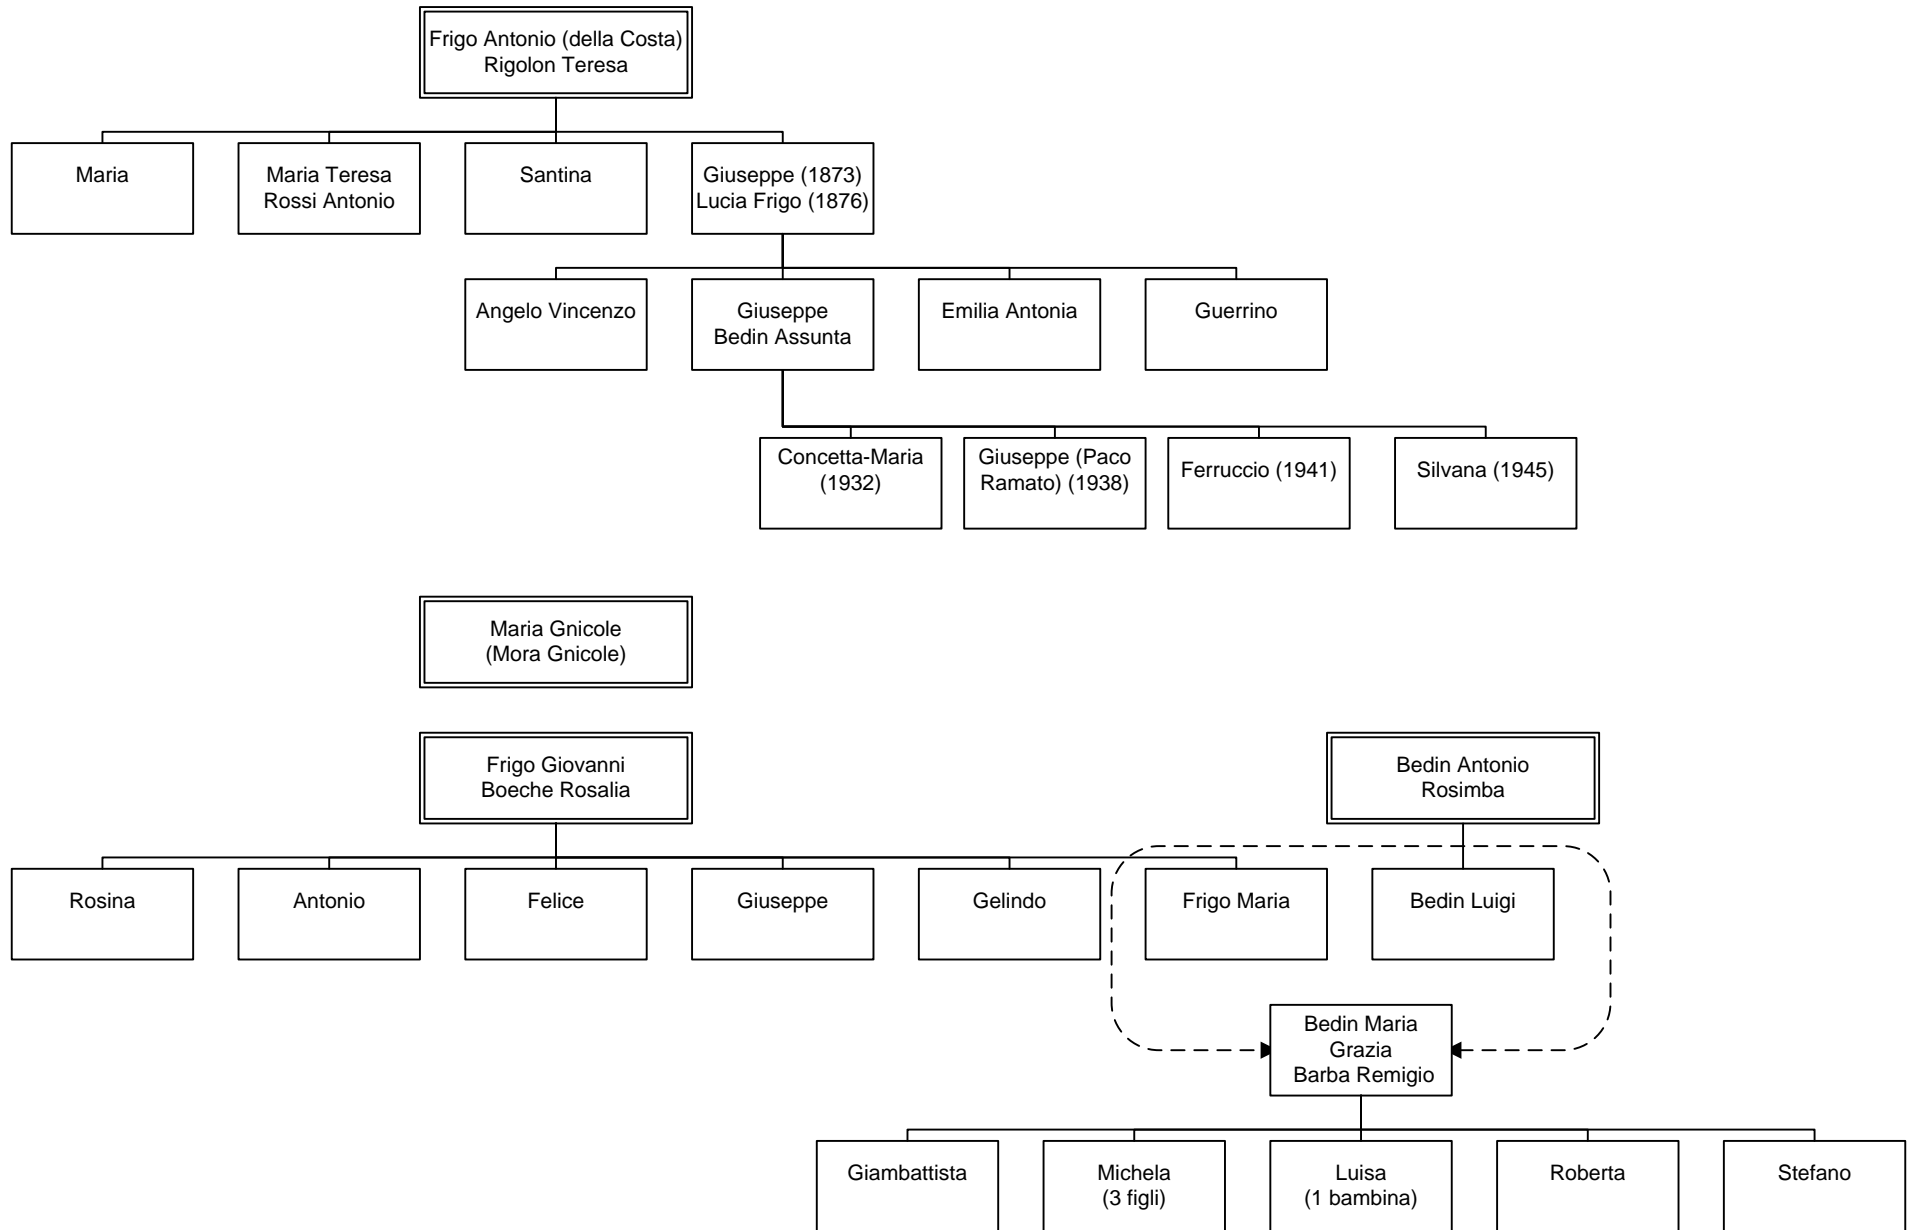 Frigo Antonio (della Costa)
Rigolon Teresa
Maria
Maria Teresa
Rossi Antonio
Santina
Giuseppe (1873)
Lucia Frigo (1876)
Angelo Vincenzo
Giuseppe
Bedin Assunta
Emilia Antonia
Guerrino
Concetta-Maria
(1932)
Giuseppe (Paco
Ramato) (1938)
Ferruccio (1941)
Silvana (1945)
Maria Gnicole
(Mora Gnicole)
Frigo Giovanni
Boeche Rosalia
Bedin Antonio
Rosimba
Rosina
Antonio
Felice
Giuseppe
Gelindo
Frigo Maria
Bedin Luigi
Bedin Maria
Grazia
Barba Remigio
Giambattista
Michela
(3 figli)
Luisa
(1 bambina)
Roberta
Stefano